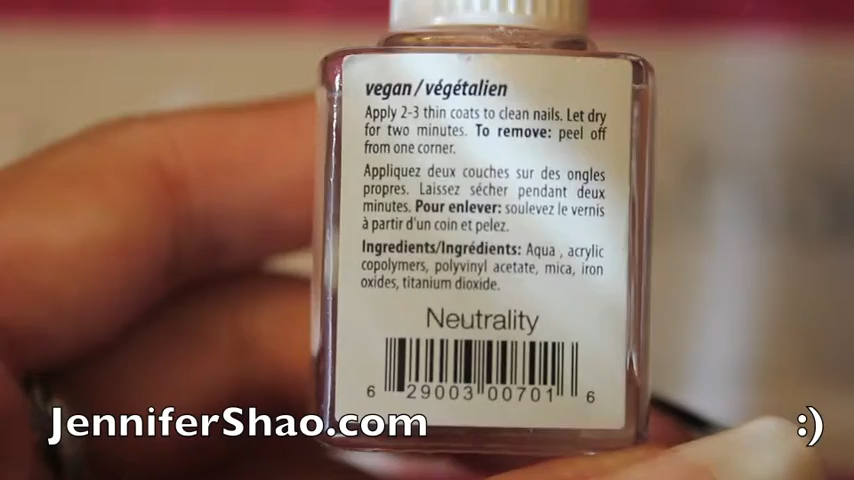 vegan/végétalien
Apply 2-3 thin coats to clean nails. Let dry
for two minutes. To remove: peel off
from one corner.
Appliquez deux couches sur des ongles
propres. Laissez sécher pendant deux
minutes. Pour enlever: soulevez le vernis
à partir d'un coin et pelez.
Ingredients/Ingrédients: Aqua , acrylic
copolymers, polyvinyl acetate, mica, iron
oxides, titanium dioxide.
Neutrality
6 29003 00701 6
JenniferShao.com :)